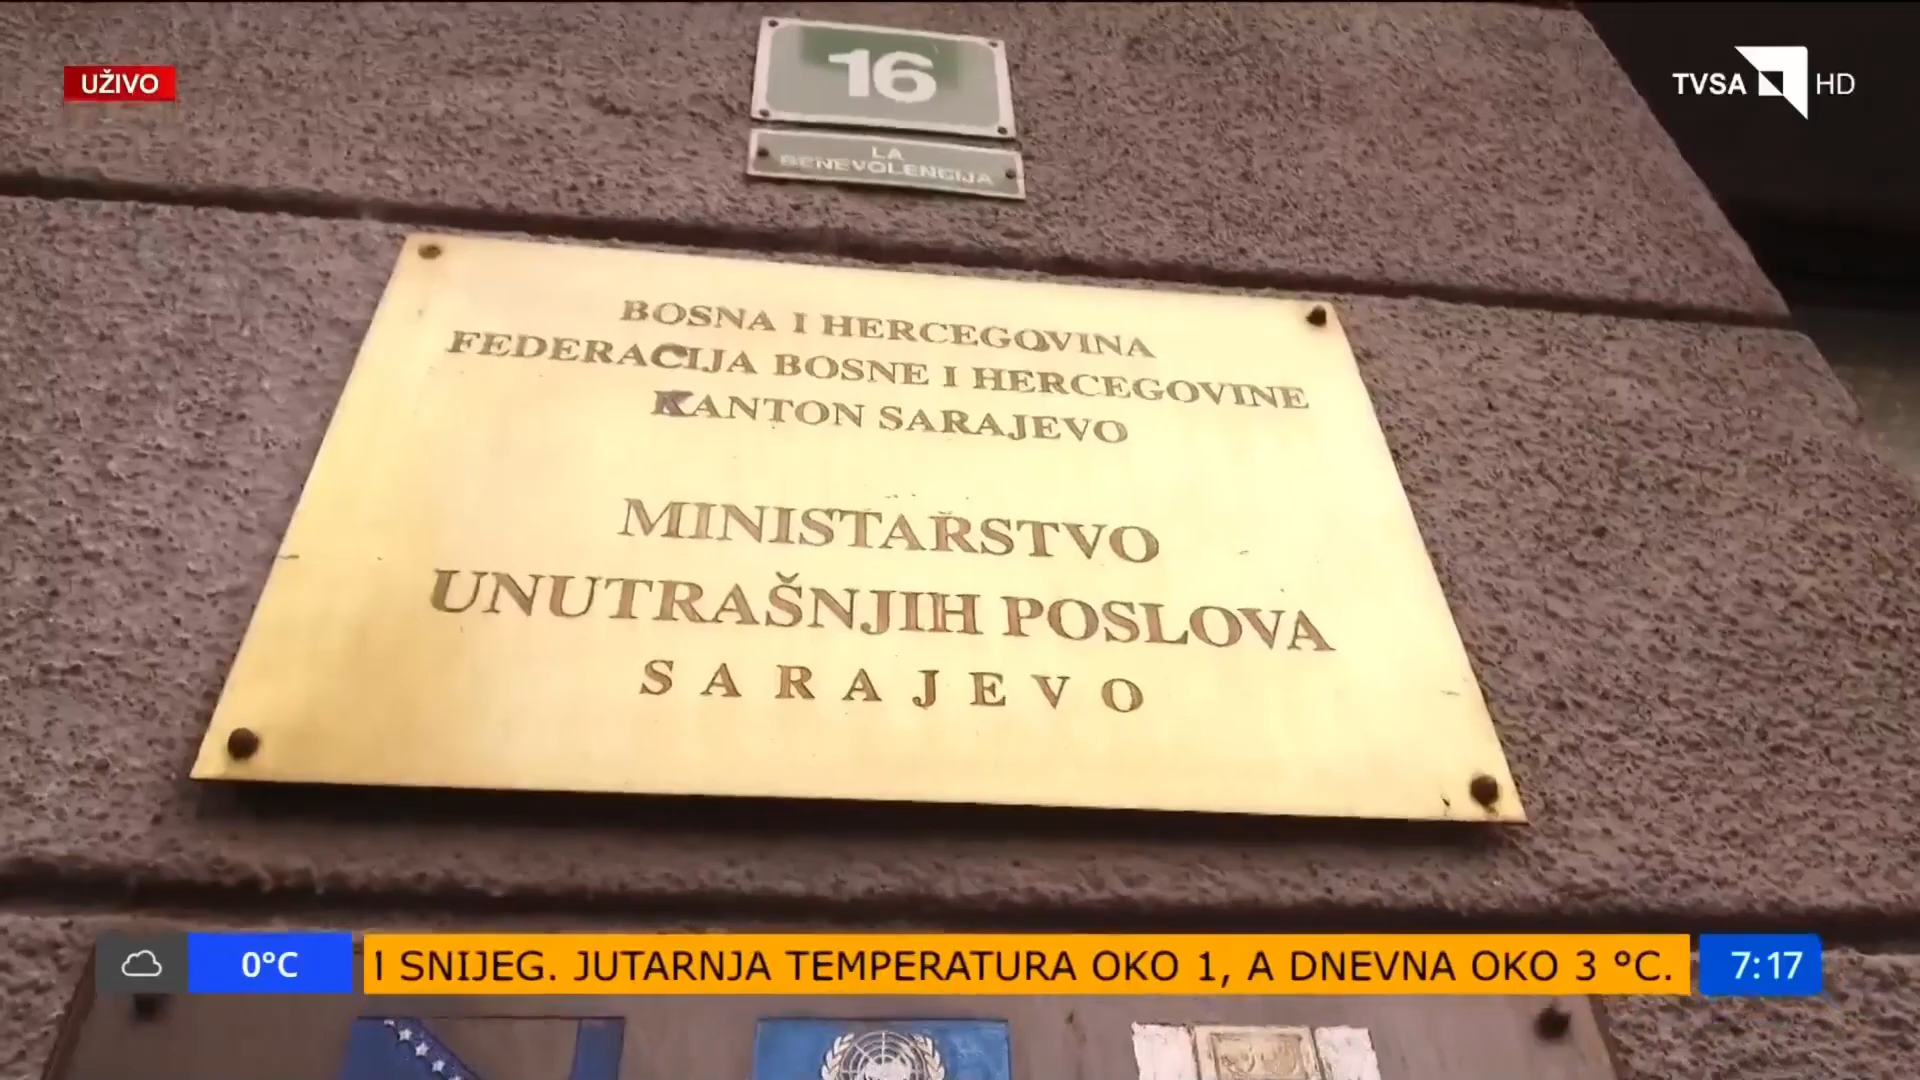 UŽIVO
TVSA HD
16
LA
BENEVOLENCIJA
BOSNA I HERCEGOVINA
FEDERACIJA BOSNE I HERCEGOVINE
KANTON SARAJEVO
MINISTARSTVO
UNUTRAŠNJIH POSLOVA
SARAJEVO
0°C
I SNIJEG. JUTARNJA TEMPERATURA OKO 1, A DNEVNA OKO 3 °C.
7:17